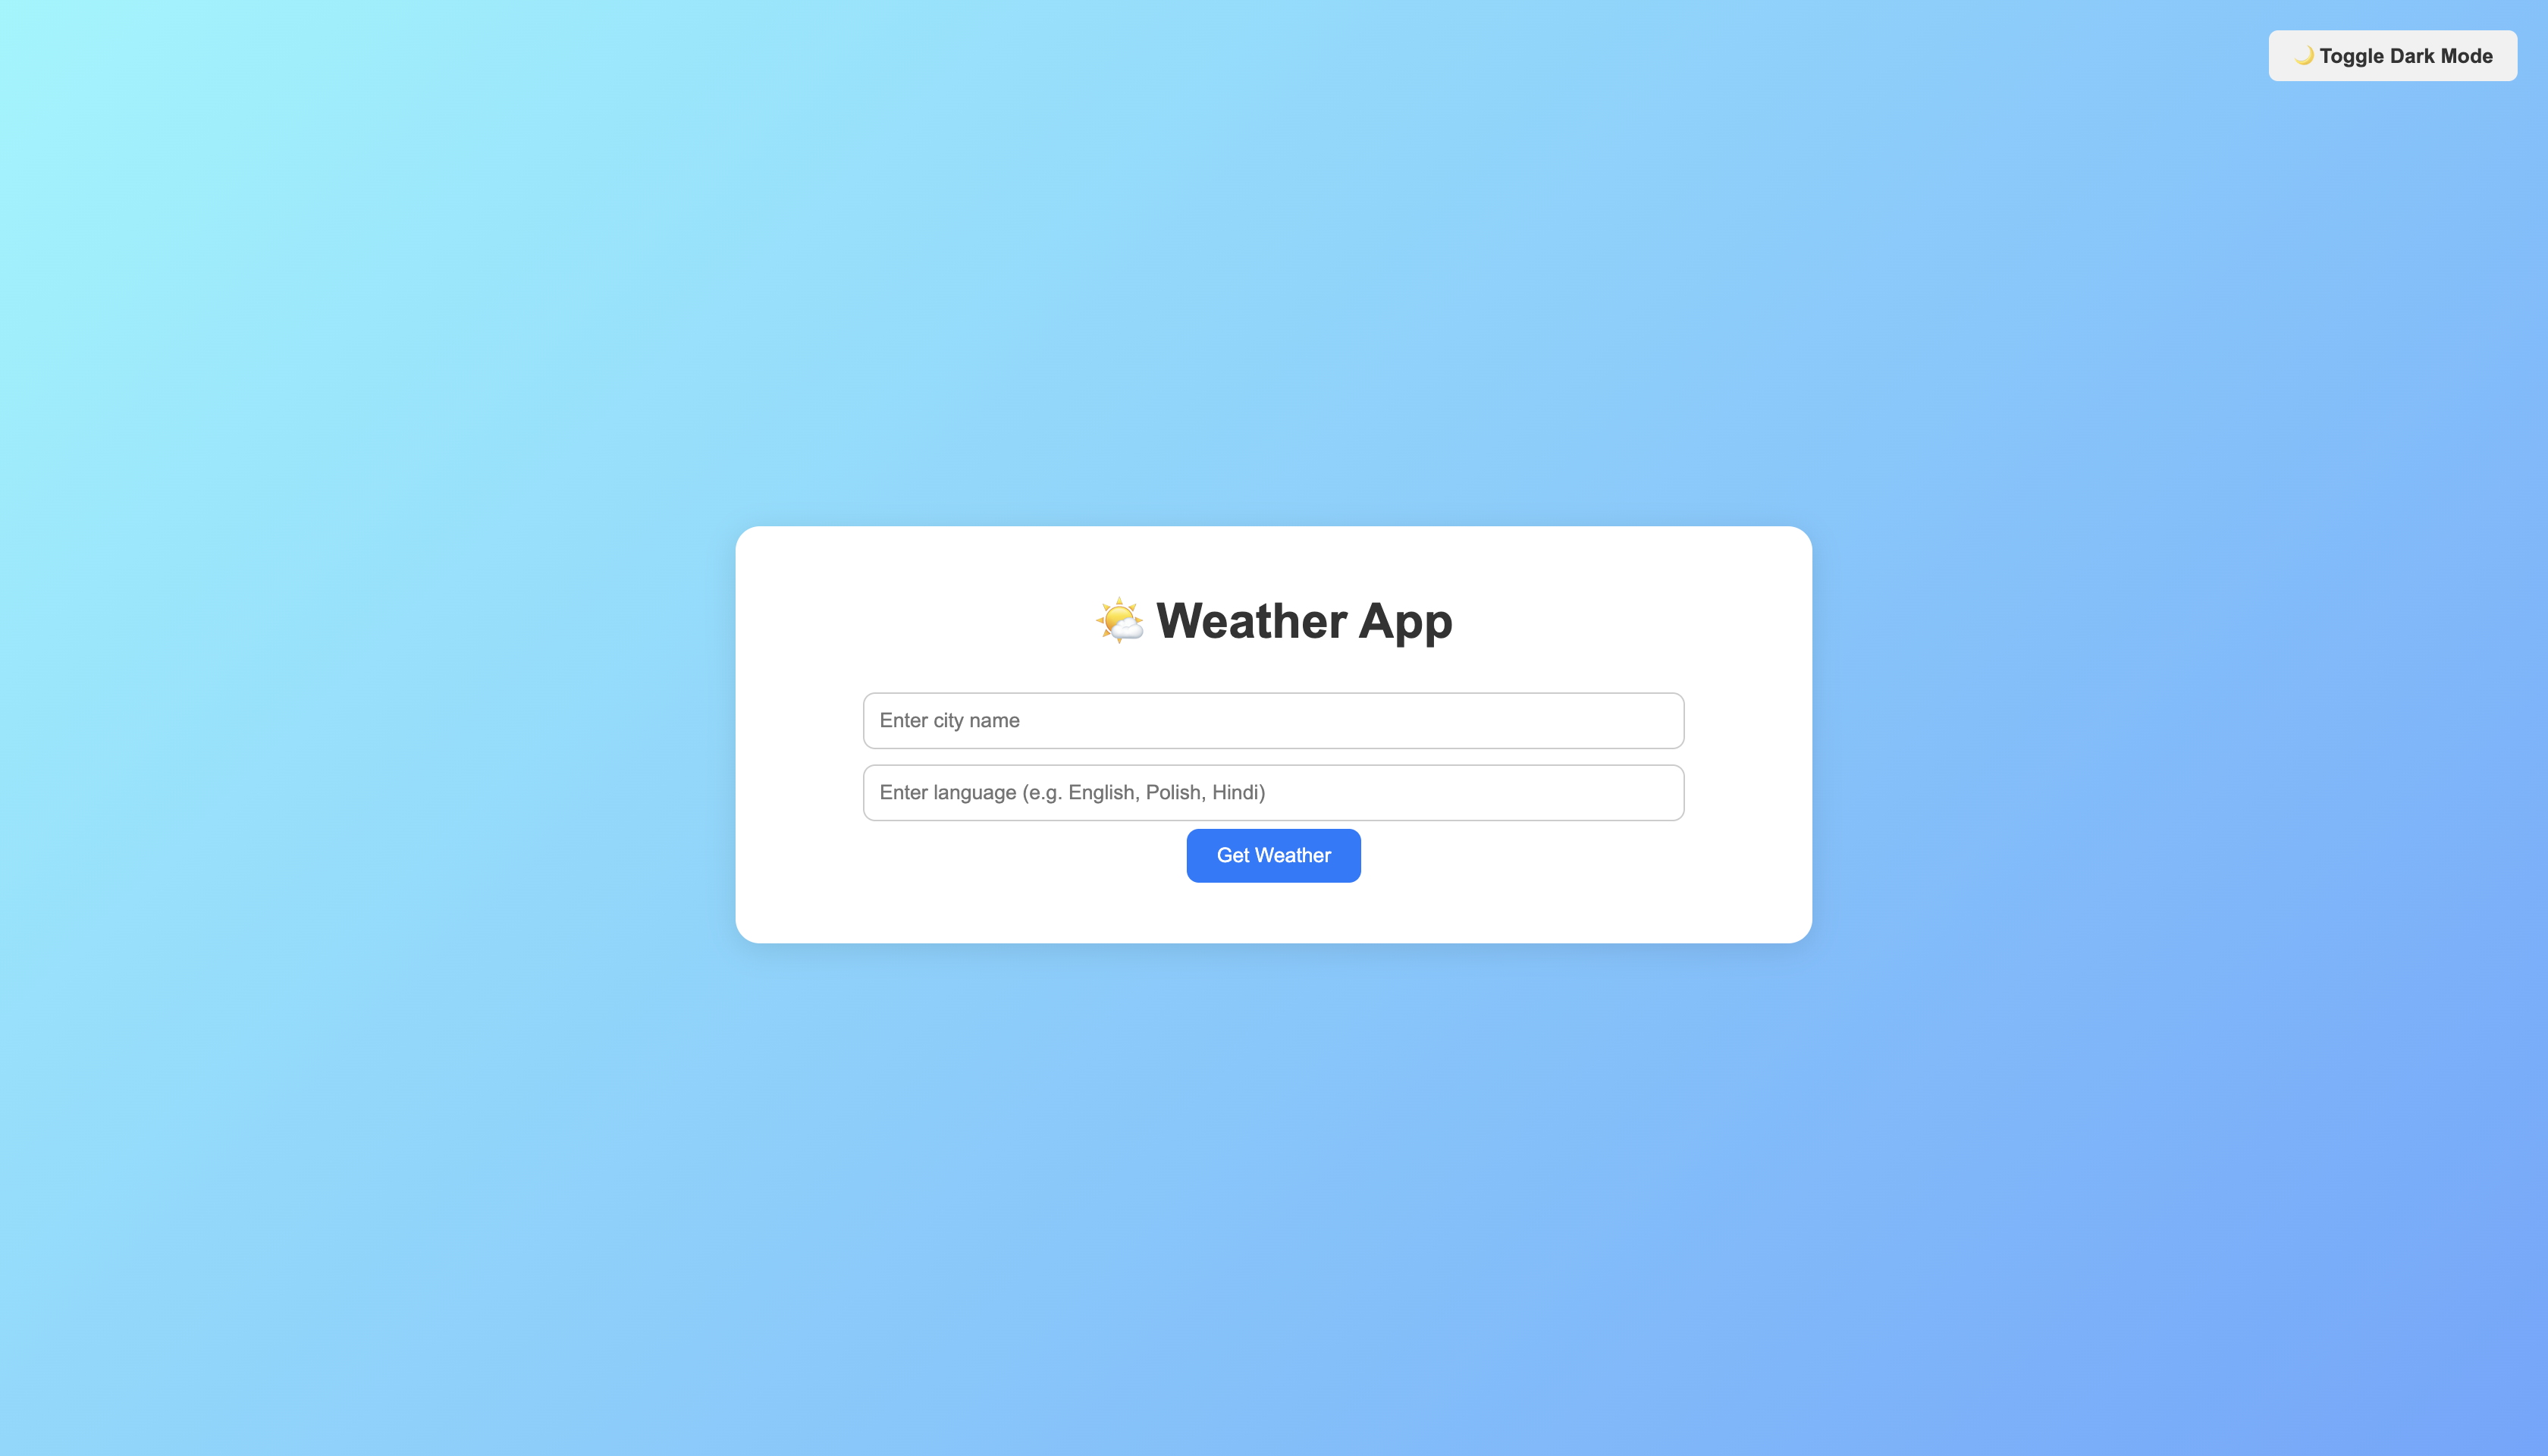 🌙 Toggle Dark Mode
🌤️ Weather App
Enter city name
Enter language (e.g. English, Polish, Hindi)
Get Weather